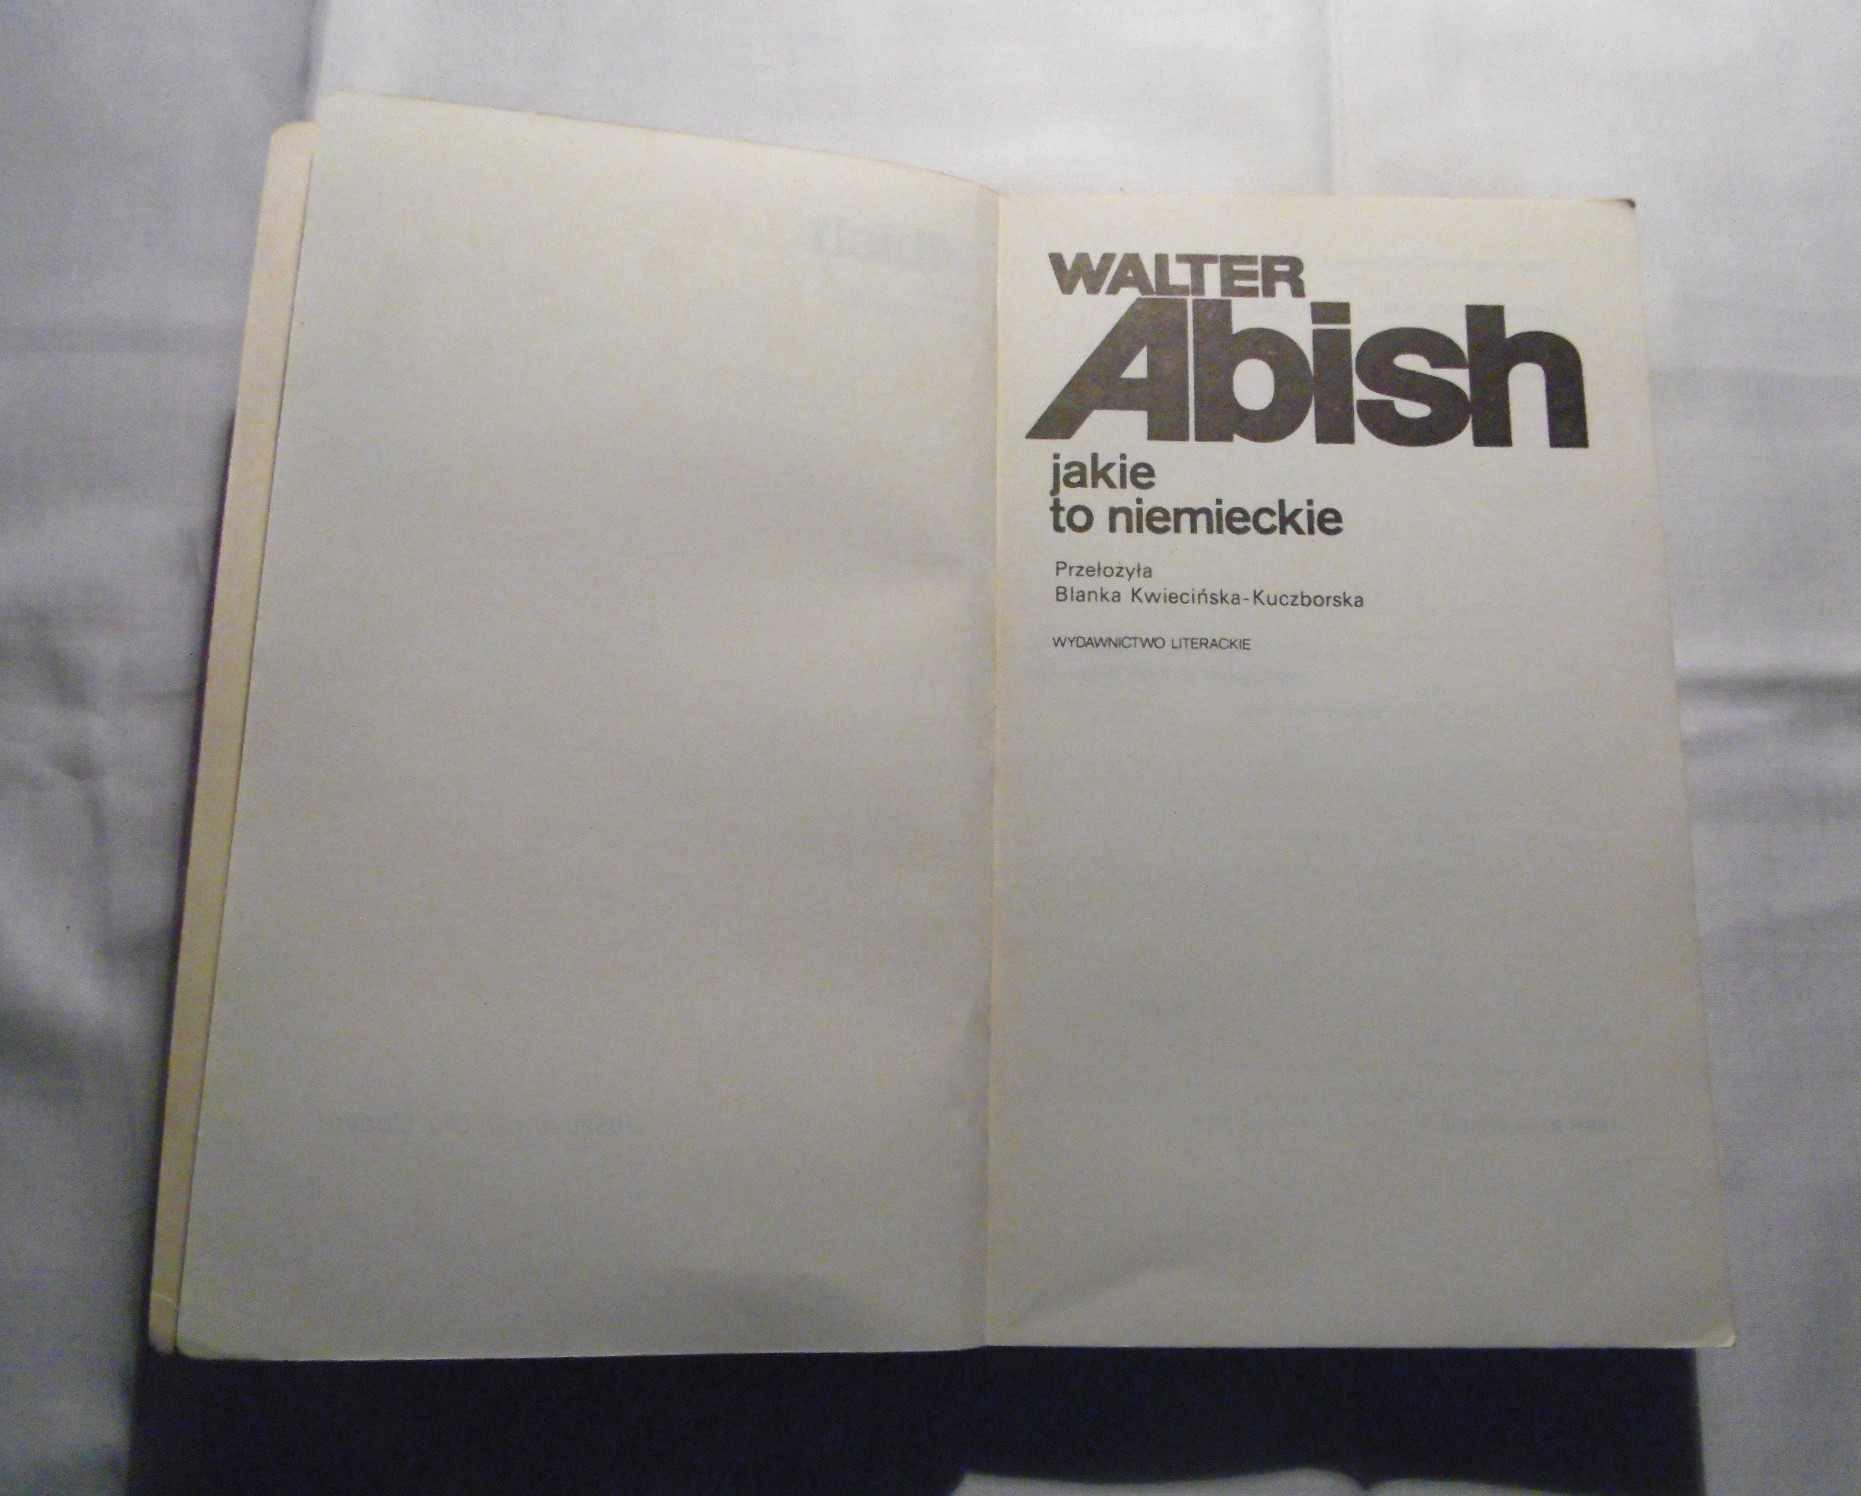 WALTER
Abish
jakie
to niemieckie
Przełożyła
Blanka Kwiecińska-Kuczborska
WYDAWNICTWO LITERACKIE